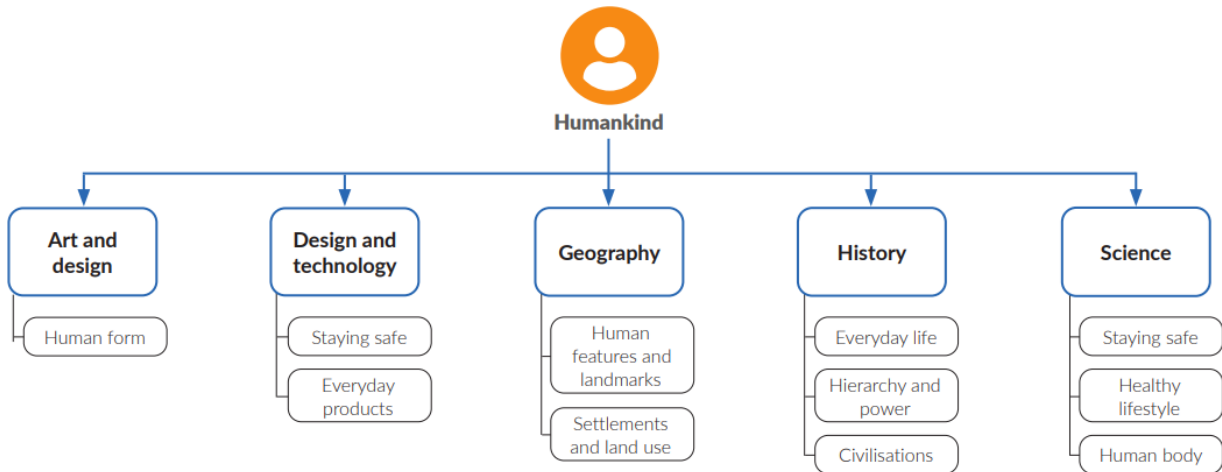 Humankind
Art and
design
Human form
Design and
technology
Staying safe
Everyday
products
Geography
Human
features and
landmarks
Settlements
and land use
History
Everyday life
Hierarchy and
power
Civilisations
Science
Staying safe
Healthy
lifestyle
Human body